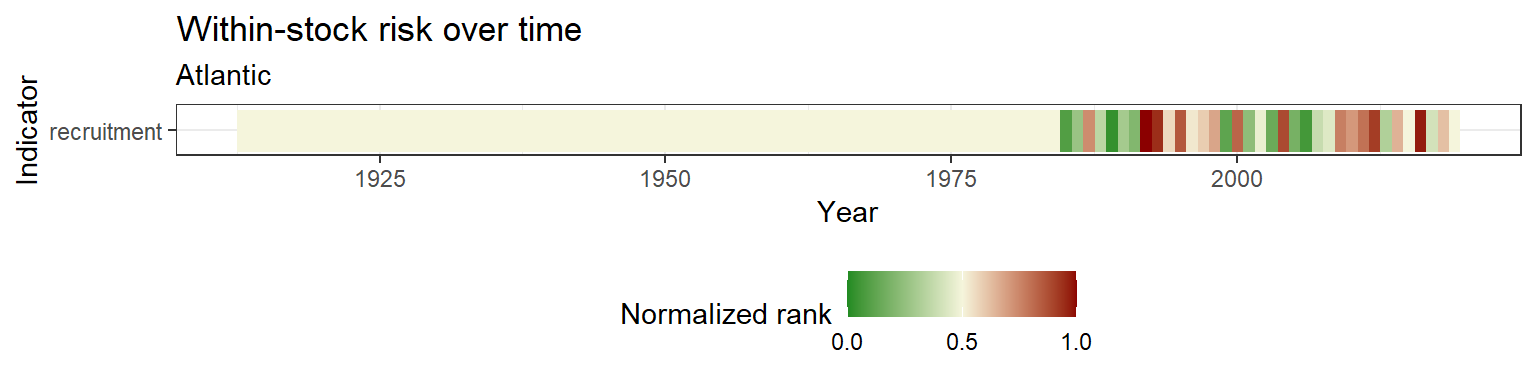 Within-stock risk over time
Atlantic
Indicator
recruitment
1925 1950 1975 2000
Year
Normalized rank
0.0 0.5 1.0